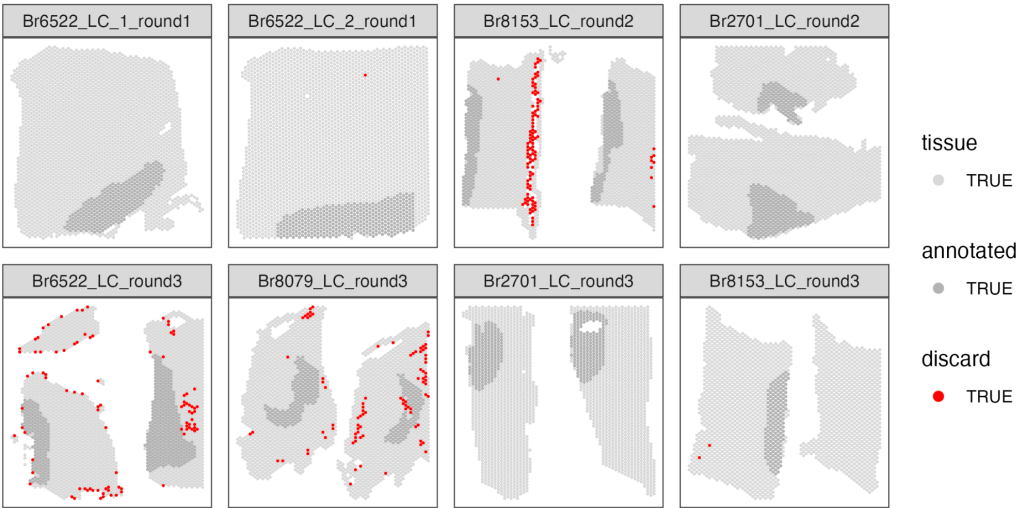 Br6522_LC_1_round1
Br6522_LC_2_round1
Br8153_LC_round2
Br2701_LC_round2
Br6522_LC_round3
Br8079_LC_round3
Br2701_LC_round3
Br8153_LC_round3
tissue
TRUE
annotated
TRUE
discard
TRUE